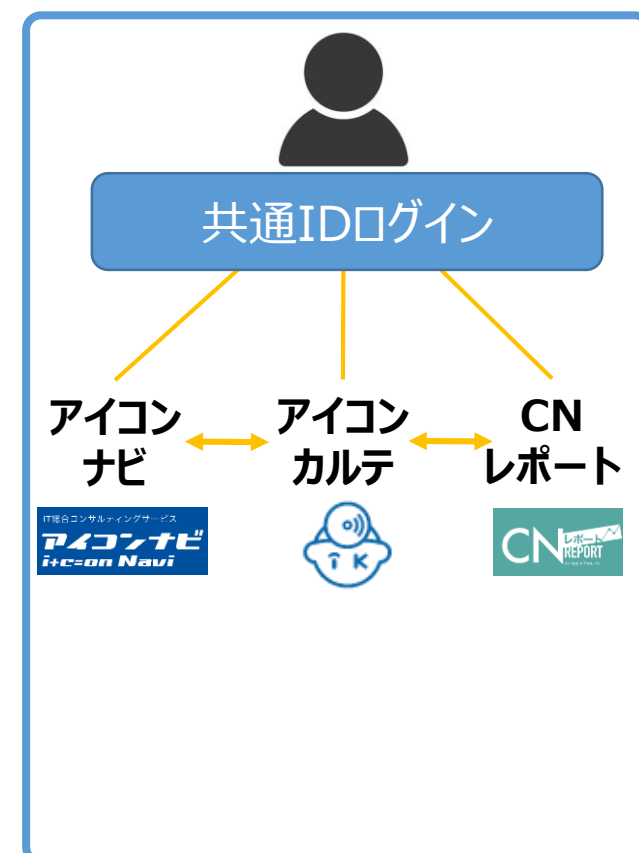 共通IDログイン
アイコン
ナビ
アイコン
カルテ
CN
レポート
IT総合コンサルティングサービス
アイコンナビ
i+c=on Navi
î K
CN レポート
REPORT